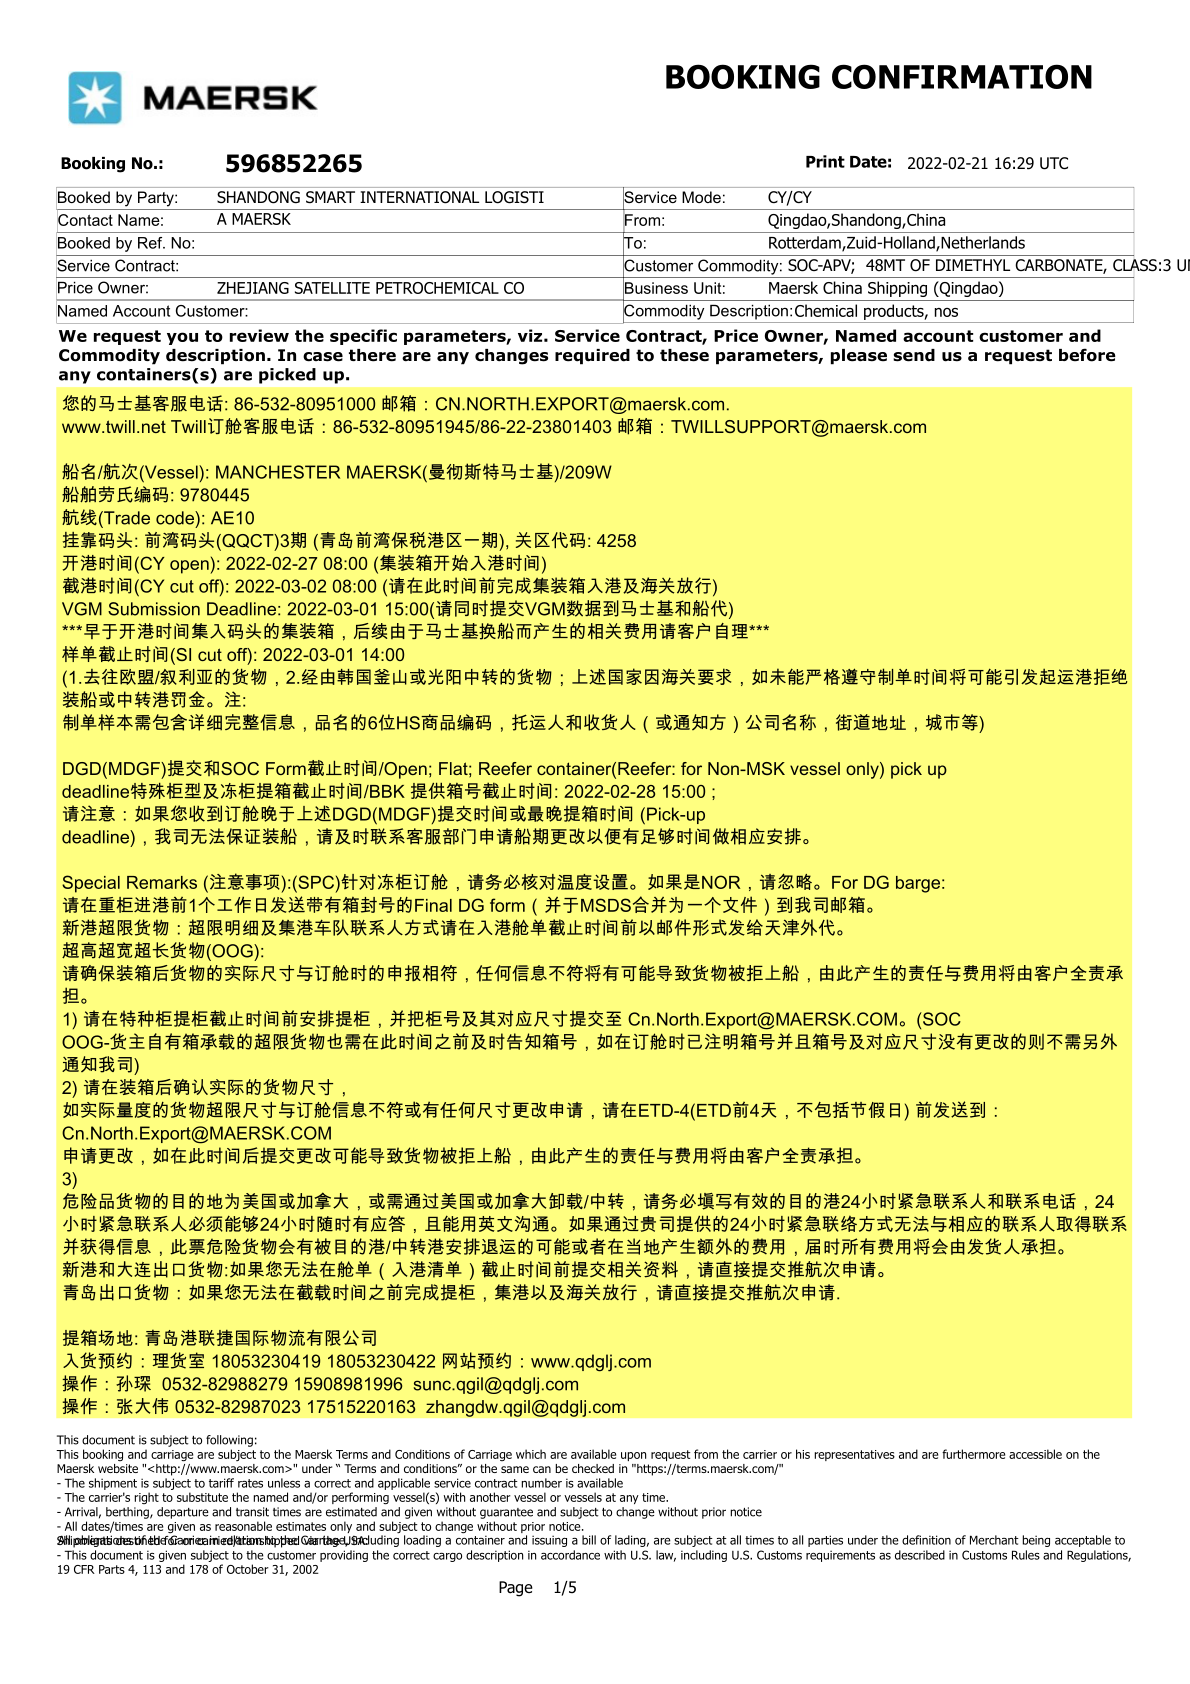 MAERSK
BOOKING CONFIRMATION
Booking No.: 596852265
Print Date: 2022-02-21 16:29 UTC
Booked by Party: SHANDONG SMART INTERNATIONAL LOGISTI
Service Mode: CY/CY
Contact Name: A MAERSK
From: Qingdao,Shandong,China
Booked by Ref. No:
To: Rotterdam,Zuid-Holland,Netherlands
Service Contract:
Customer Commodity: SOC-APV; 48MT OF DIMETHYL CARBONATE, CLASS:3
Price Owner: ZHEJIANG SATELLITE PETROCHEMICAL CO
Business Unit: Maersk China Shipping (Qingdao)
Named Account Customer:
Commodity Description:Chemical products, nos
We request you to review the specific parameters, viz. Service Contract, Price Owner, Named account customer and
Commodity description. In case there are any changes required to these parameters, please send us a request before
any containers(s) are picked up.
您的马士基客服电话: 86-532-80951000 邮箱：CN.NORTH.EXPORT@maersk.com.
www.twill.net Twill订舱客服电话：86-532-80951945/86-22-23801403 邮箱：TWILLSUPPORT@maersk.com
船名/航次(Vessel): MANCHESTER MAERSK(曼彻斯特马士基)/209W
船舶劳氏编码: 9780445
航线(Trade code): AE10
挂靠码头: 前湾码头(QQCT)3期 (青岛前湾保税港区一期), 关区代码: 4258
开港时间(CY open): 2022-02-27 08:00 (集装箱开始入港时间)
截港时间(CY cut off): 2022-03-02 08:00 (请在此时间前完成集装箱入港及海关放行)
VGM Submission Deadline: 2022-03-01 15:00(请同时提交VGM数据到马士基和船代)
***早于开港时间集入码头的集装箱，后续由于马士基换船而产生的相关费用请客户自理***
样单截止时间(SI cut off): 2022-03-01 14:00
(1.去往欧盟/叙利亚的货物，2.经由韩国釜山或光阳中转的货物；上述国家因海关要求，如未能严格遵守制单时间将可能引发起运港拒绝
装船或中转港罚金。注:
制单样本需包含详细完整信息，品名的6位HS商品编码，托运人和收货人（或通知方）公司名称，街道地址，城市等)
DGD(MDGF)提交和SOC Form截止时间/Open; Flat; Reefer container(Reefer: for Non-MSK vessel only) pick up
deadline特殊柜型及冻柜提箱截止时间/BBK 提供箱号截止时间: 2022-02-28 15:00 ;
请注意：如果您收到订舱晚于上述DGD(MDGF)提交时间或最晚提箱时间 (Pick-up
deadline)，我司无法保证装船，请及时联系客服部门申请船期更改以便有足够时间做相应安排。
Special Remarks (注意事项):(SPC)针对冻柜订舱，请务必核对温度设置。如果是NOR，请忽略。For DG barge:
请在重柜进港前1个工作日发送带有箱封号的Final DG form（并于MSDS合并为一个文件）到我司邮箱。
新港超限货物：超限明细及集港车队联系人方式请在入港舱单截止时间前以邮件形式发给天津外代。
超高超宽超长货物(OOG):
请确保装箱后货物的实际尺寸与订舱时的申报相符，任何信息不符将有可能导致货物被拒上船，由此产生的责任与费用将由客户全责承
担。
1) 请在特种柜提柜截止时间前安排提柜，并把柜号及其对应尺寸提交至 Cn.North.Export@MAERSK.COM。(SOC
OOG-货主自有箱承载的超限货物也需在此时间之前及时告知箱号，如在订舱时已注明箱号并且箱号及对应尺寸没有更改的则不需另外
通知我司)
2) 请在装箱后确认实际的货物尺寸，
如实际量度的货物超限尺寸与订舱信息不符或有任何尺寸更改申请，请在ETD-4(ETD前4天，不包括节假日) 前发送到：
Cn.North.Export@MAERSK.COM
申请更改，如在此时间后提交更改可能导致货物被拒上船，由此产生的责任与费用将由客户全责承担。
3)
危险品货物的目的地为美国或加拿大，或需通过美国或加拿大卸载/中转，请务必填写有效的目的港24小时紧急联系人和联系电话，24
小时紧急联系人必须能够24小时随时有应答，且能用英文沟通。如果通过贵司提供的24小时紧急联络方式无法与相应的联系人取得联系
并获得信息，此票危险货物会有被目的港/中转港安排退运的可能或者在当地产生额外的费用，届时所有费用将会由发货人承担。
新港和大连出口货物:如果您无法在舱单（入港清单）截止时间前提交相关资料，请直接提交推航次申请。
青岛出口货物：如果您无法在截载时间之前完成提柜，集港以及海关放行，请直接提交推航次申请.
提箱场地: 青岛港联捷国际物流有限公司
入货预约：理货室 18053230419 18053230422 网站预约：www.qdglj.com
操作：孙琛 0532-82988279 15908981996 sunc.qgil@qdglj.com
操作：张大伟 0532-82987023 17515220163 zhangdw.qgil@qdglj.com
This document is subject to following:
This booking and carriage are subject to the Maersk Terms and Conditions of Carriage which are available upon request from the carrier or his representatives and are furthermore accessible on the
Maersk website "<http://www.maersk.com>" under “ Terms and conditions” or the same can be checked in "https://terms.maersk.com/"
- The shipment is subject to tariff rates unless a correct and applicable service contract number is available
- The carrier's right to substitute the named and/or performing vessel(s) with another vessel or vessels at any time.
- Arrival, berthing, departure and transit times are estimated and given without guarantee and subject to change without prior notice
- All dates/times are given as reasonable estimates only and subject to change without prior notice.
including loading a container and issuing a bill of lading, are subject at all times to all parties under the definition of Merchant being acceptable to
- This document is given subject to the customer providing the correct cargo description in accordance with U.S. law, including U.S. Customs requirements as described in Customs Rules and Regulations,
19 CFR Parts 4, 113 and 178 of October 31, 2002
Page 1/5